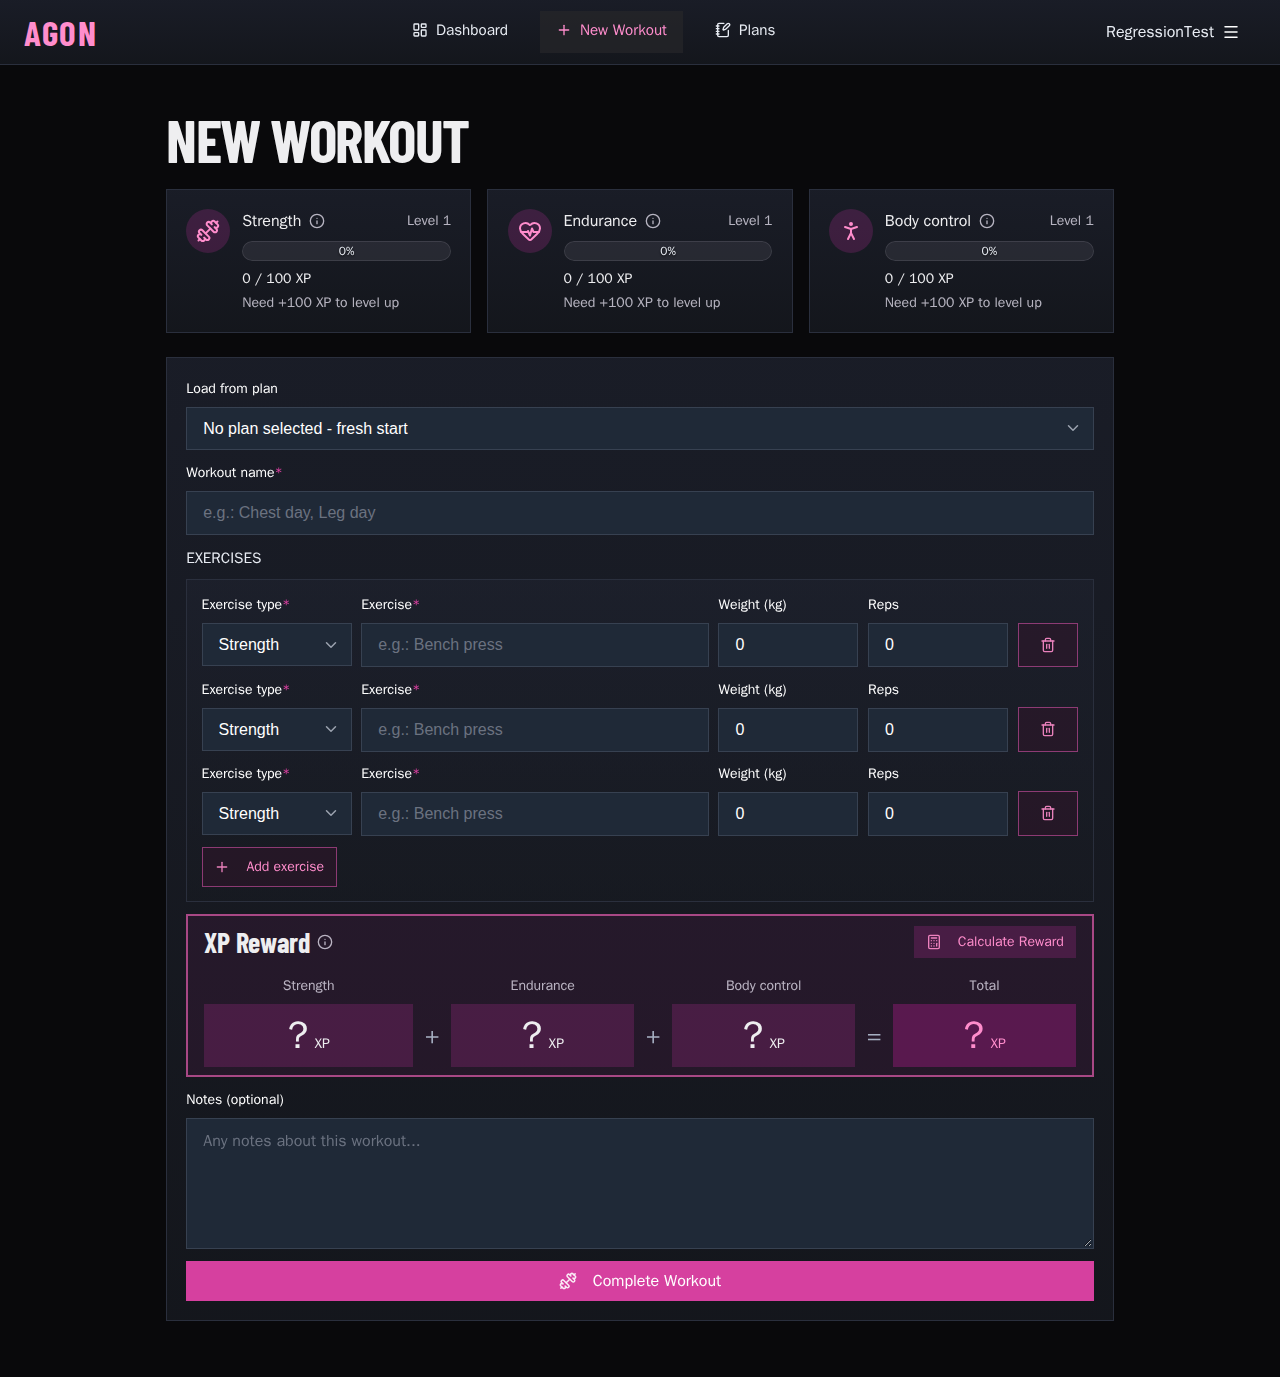 AGON
Dashboard
New Workout
Plans
RegressionTest
NEW WORKOUT
Strength
Level 1
0%
0 / 100 XP
Need +100 XP to level up
Endurance
Level 1
0%
0 / 100 XP
Need +100 XP to level up
Body control
Level 1
0%
0 / 100 XP
Need +100 XP to level up
Load from plan
No plan selected - fresh start
Workout name*
e.g.: Chest day, Leg day
EXERCISES
Exercise type* Exercise* Weight (kg) Reps
Strength e.g.: Bench press 0 0
Exercise type* Exercise* Weight (kg) Reps
Strength e.g.: Bench press 0 0
Exercise type* Exercise* Weight (kg) Reps
Strength e.g.: Bench press 0 0
Add exercise
XP Reward
Calculate Reward
Strength Endurance Body control Total
? XP + ? XP + ? XP = ? XP
Notes (optional)
Any notes about this workout...
Complete Workout